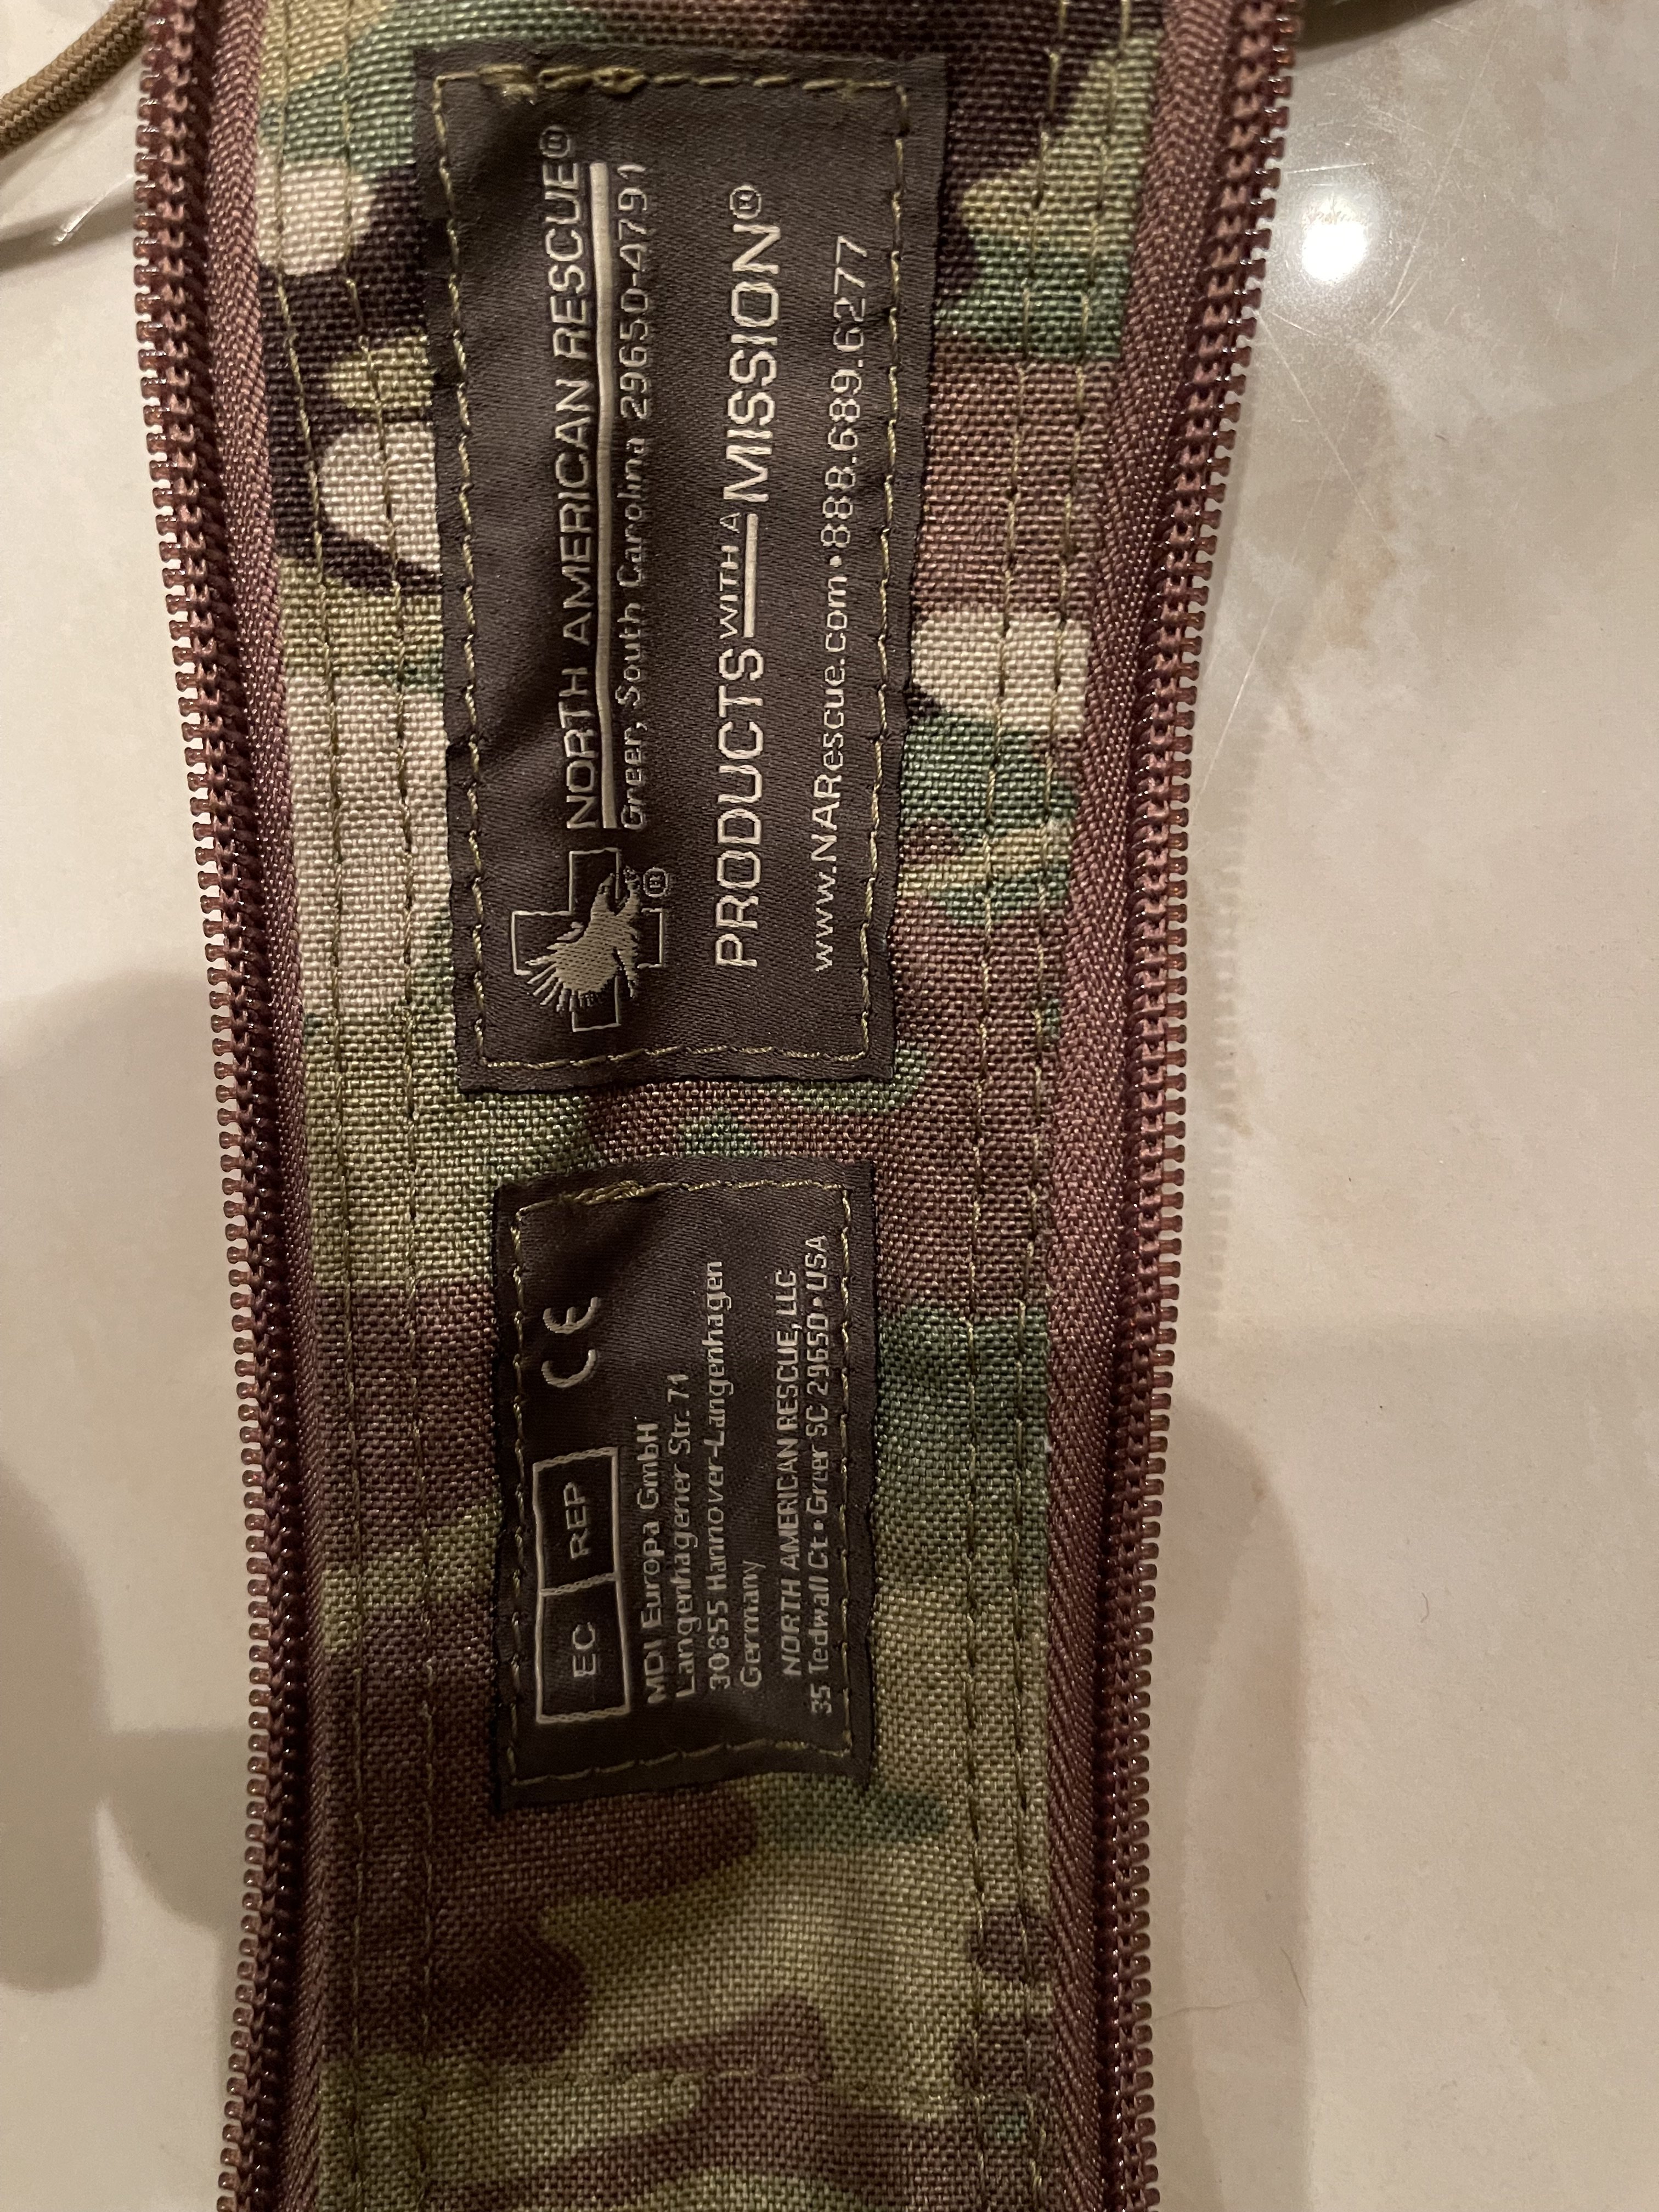 NORTH AMERICAN RESCUE®
Greer, South Carolina 29650-4791
®
PRODUCTS WITH A MISSION®
www.NARescue.com•888.689.6277
EC REP CE
MDI Europa GmbH
Langenhagener Str. 71
30855 Hannover-Langenhagen
Germany
NORTH AMERICAN RESCUE, LLC
35 Tedwall Ct • Greer SC 29650 • USA